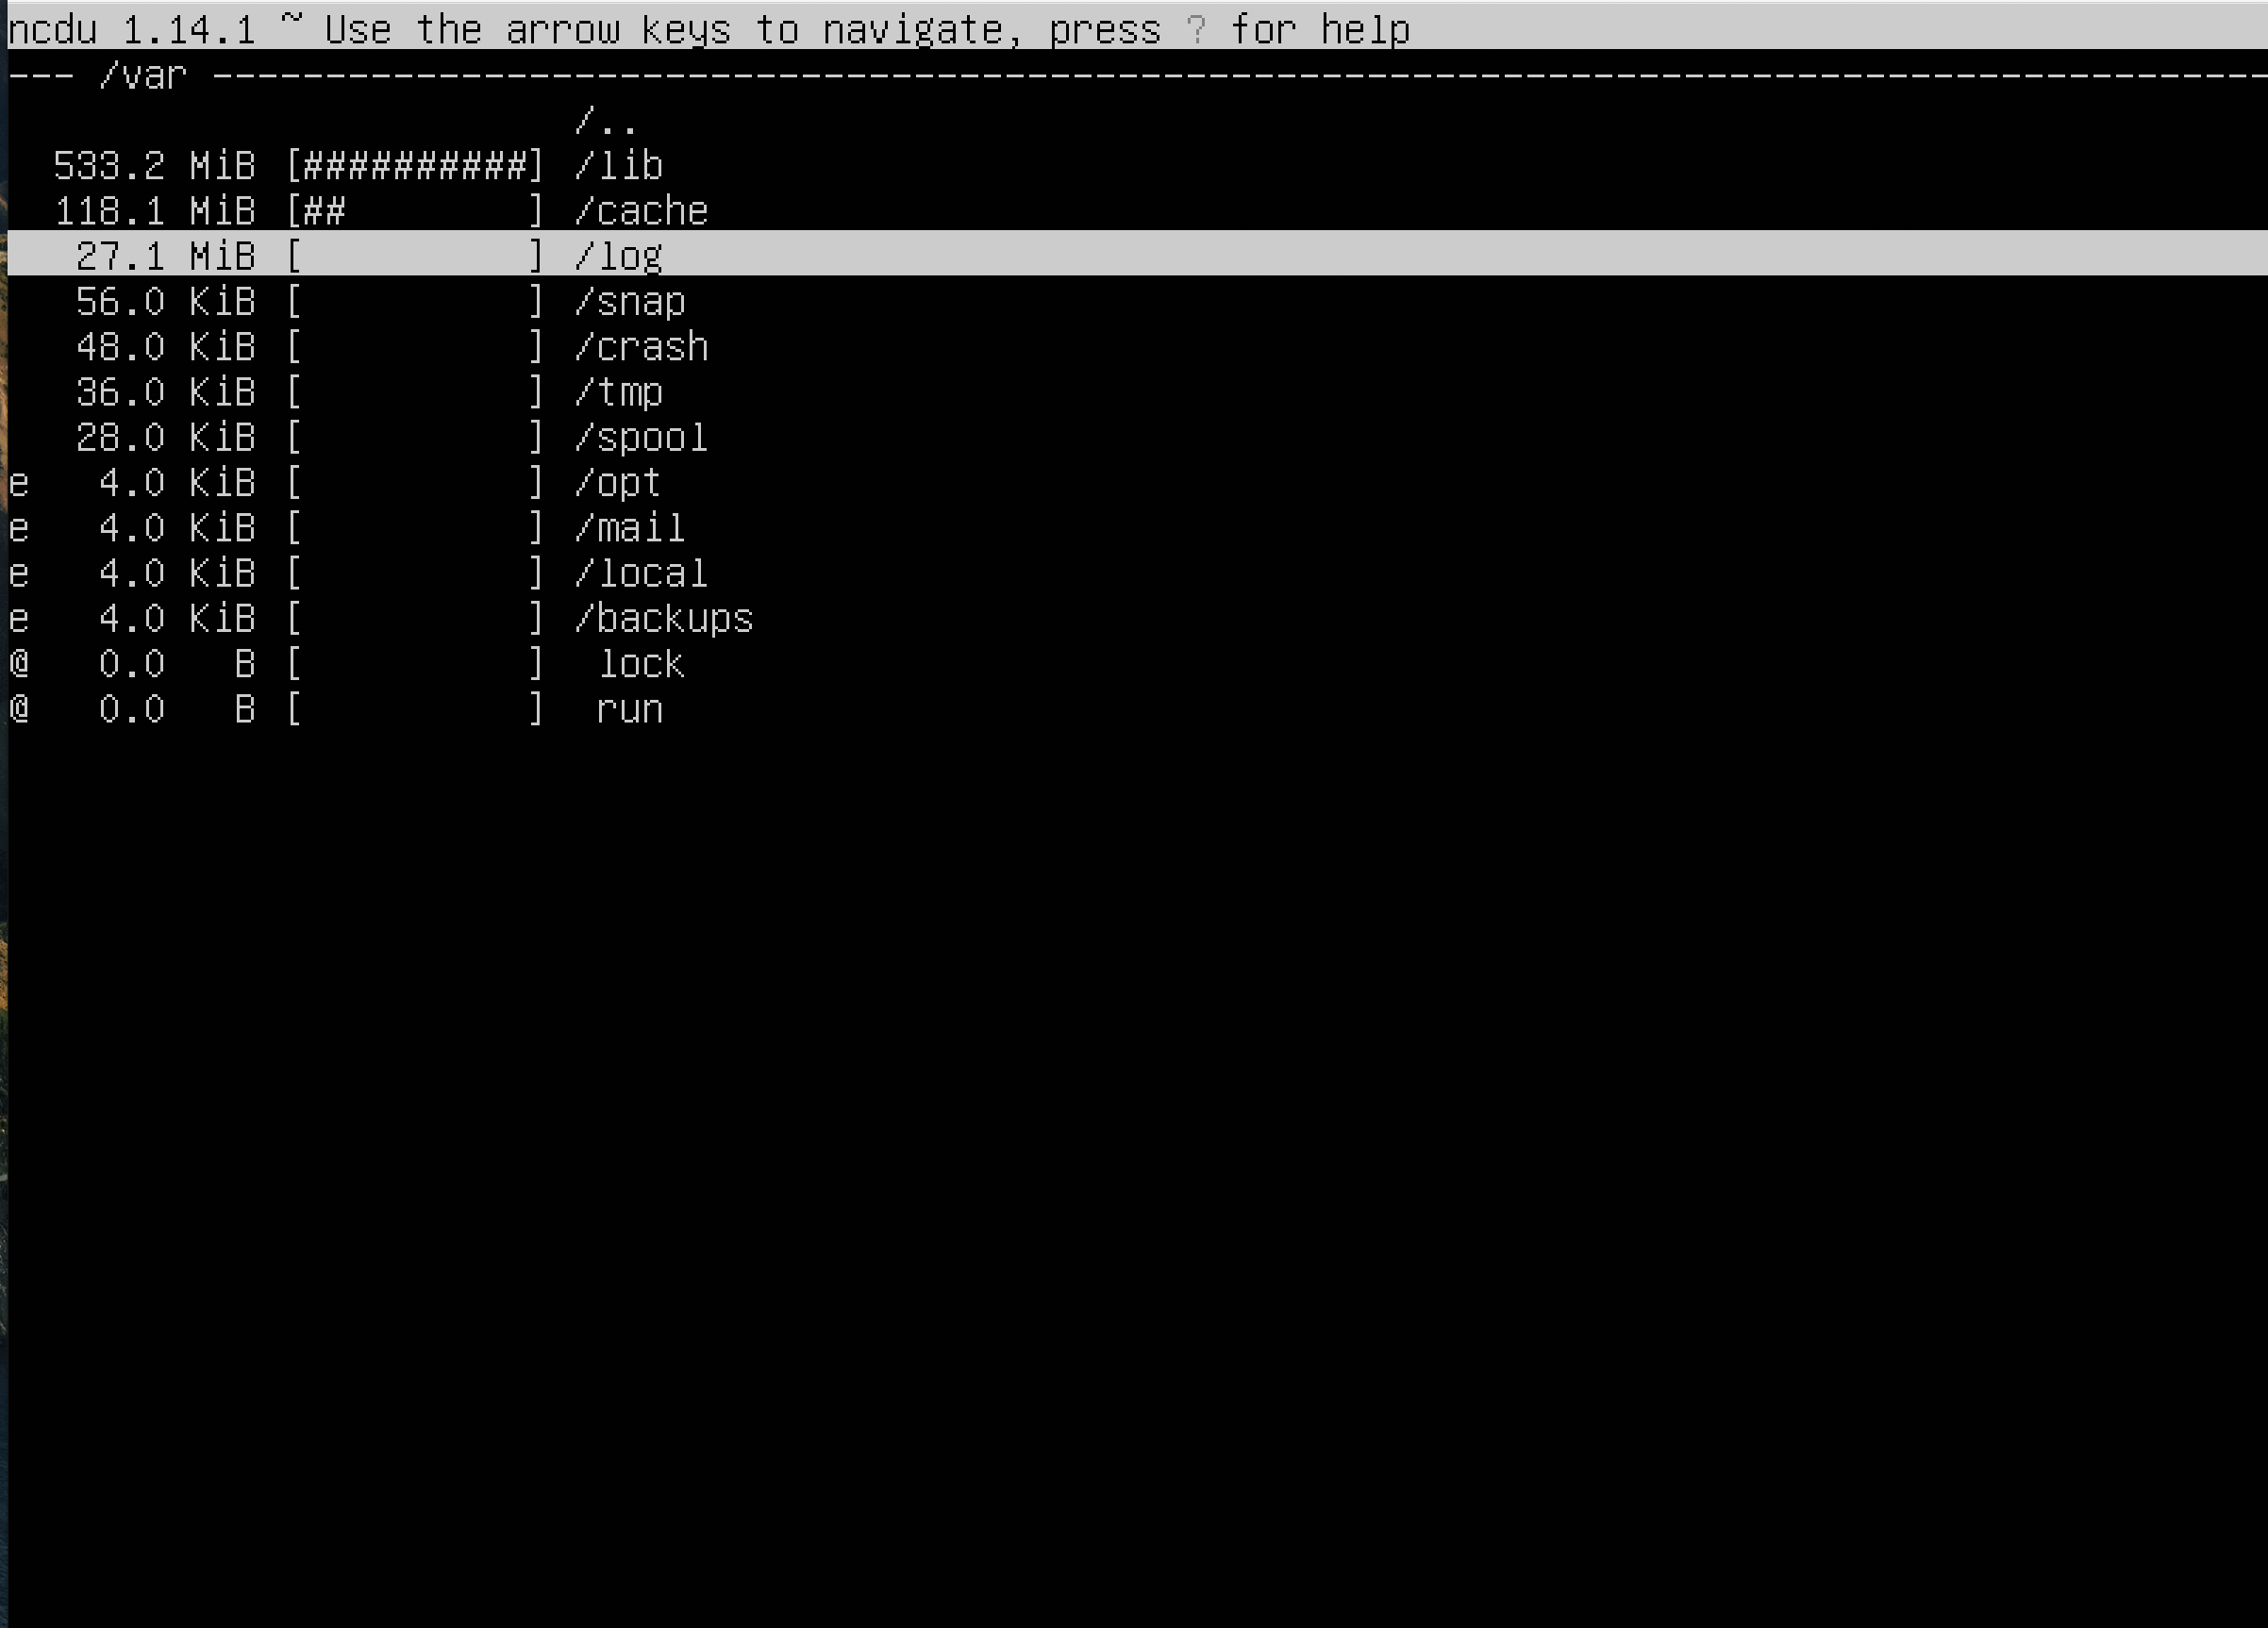 ncdu 1.14.1 ~ Use the arrow keys to navigate, press ? for help
--- /var ----------------------------------------------------------------------------------------------
                         /..
  533.2 MiB [##########] /lib
  118.1 MiB [##        ] /cache
   27.1 MiB [          ] /log
   56.0 KiB [          ] /snap
   48.0 KiB [          ] /crash
   36.0 KiB [          ] /tmp
   28.0 KiB [          ] /spool
e   4.0 KiB [          ] /opt
e   4.0 KiB [          ] /mail
e   4.0 KiB [          ] /local
e   4.0 KiB [          ] /backups
@   0.0   B [          ]  lock
@   0.0   B [          ]  run